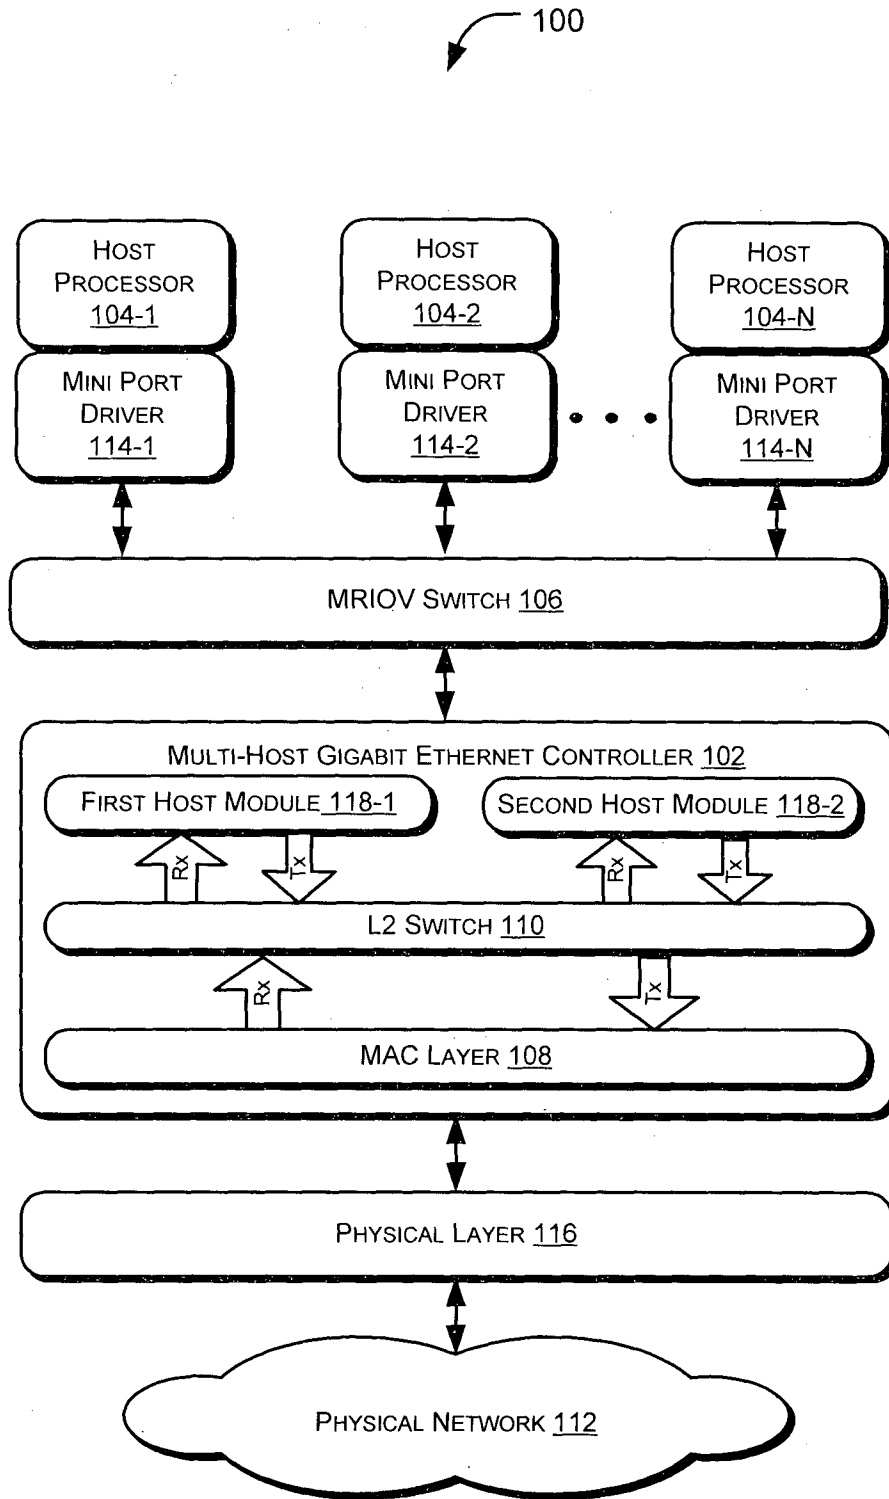 100
HOST
PROCESSOR
104-1
HOST
PROCESSOR
104-2
HOST
PROCESSOR
104-N
MINI PORT
DRIVER
114-1
MINI PORT
DRIVER
114-2
MINI PORT
DRIVER
114-N
MRIOV SWITCH 106
MULTI-HOST GIGABIT ETHERNET CONTROLLER 102
FIRST HOST MODULE 118-1
SECOND HOST MODULE 118-2
Rx
Tx
Rx
Tx
L2 SWITCH 110
Rx
Tx
MAC LAYER 108
PHYSICAL LAYER 116
PHYSICAL NETWORK 112